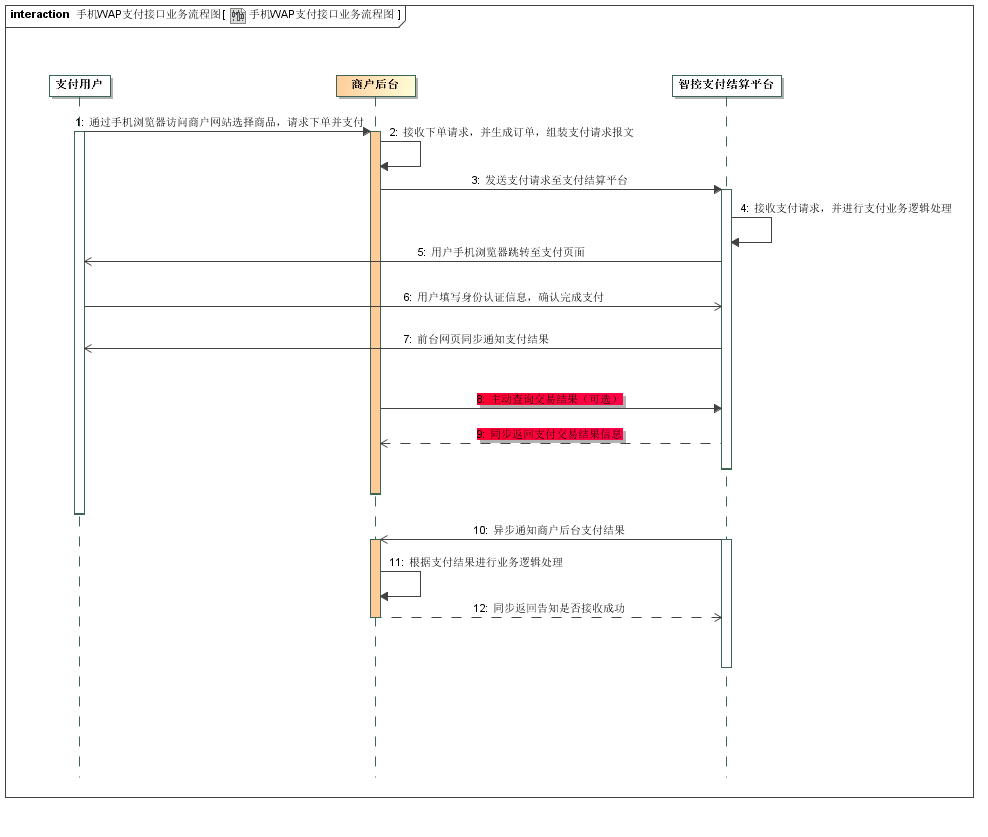 interaction 手机WAP支付接口业务流程图[ 手机WAP支付接口业务流程图 ]
支付用户
商户后台
智控支付结算平台
1: 通过手机浏览器访问商户网站选择商品，请求下单并支付
2: 接收下单请求，并生成订单，组装支付请求报文
3: 发送支付请求至支付结算平台
4: 接收支付请求，并进行支付业务逻辑处理
5: 用户手机浏览器跳转至支付页面
6: 用户填写身份认证信息，确认完成支付
7: 前台网页同步通知支付结果
8: 主动查询交易结果（可选）
9: 同步返回支付交易结果信息
10: 异步通知商户后台支付结果
11: 根据支付结果进行业务逻辑处理
12: 同步返回告知是否接收成功